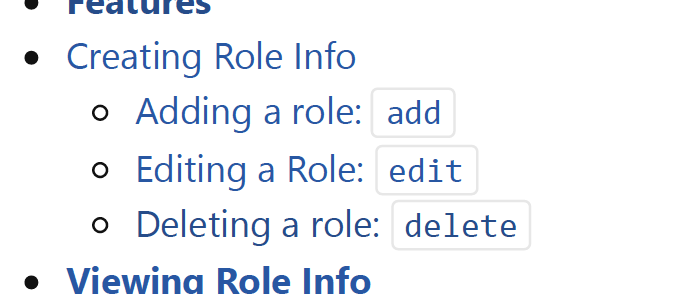 Features
Creating Role Info
Adding a role: add
Editing a Role: edit
Deleting a role: delete
Viewing Role Info